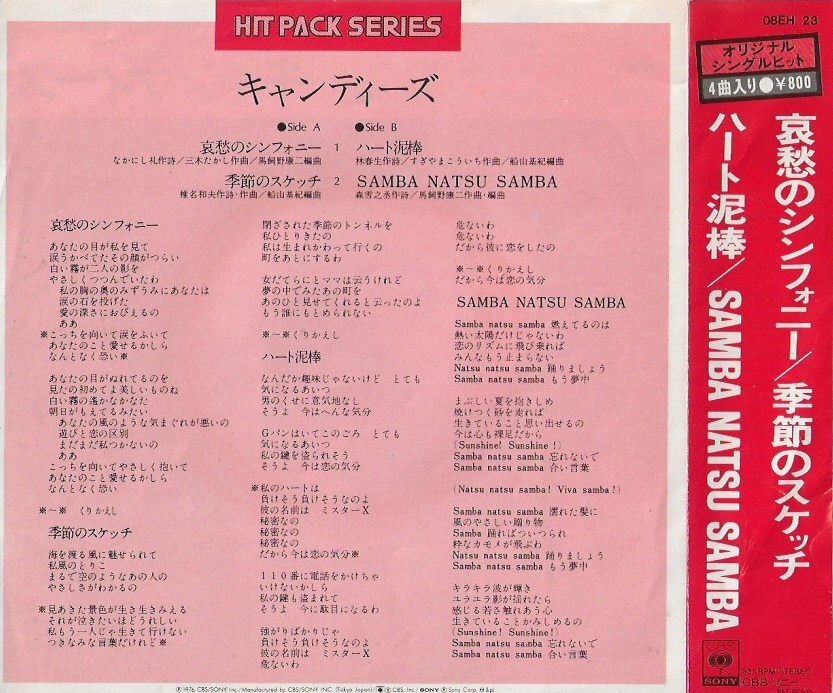 HIT PACK SERIES
キャンディーズ
●Side A
哀愁のシンフォニー 1
なかにし礼作詩/三木たかし作曲/馬飼野康二編曲
季節のスケッチ 2
椎名和夫作詩・作曲/船山基紀編曲
●Side B
ハート泥棒
林春生作詩/すぎやまこういち作曲/船山基紀編曲
SAMBA NATSU SAMBA
森雪之丞作詩/馬飼野康二作曲・編曲
哀愁のシンフォニー
あなたの目が私を見て
涙うかべてたその顔がつらい
白い霧が二人の影を
やさしくつつんでいたわ
私の胸の奥のみずうみにあなたは
涙の石を投げた
愛の深さにおびえるの
ああ
※こっちを向いて涙をふいて
あなたのこと愛せるかしら
なんとなく恐い※
あなたの目がぬれてるのを
見たの初めてよ美しいものね
白い霧の遙かなかなた
朝日がもえてるみたい
あなたの風のような気まぐれが悪いの
遊びと恋の区別
まだまだ私つかないの
ああ
こっちを向いてやさしく抱いて
あなたのこと愛せるかしら
なんとなく恐い
※~※ くりかえし
季節のスケッチ
海を渡る風に魅せられて
私風のとりこ
まるで空のようなあの人の
やさしさがわかるの
※見あきた景色が生き生きみえる
それが泣きたいほどうれしい
私もう一人じゃ生きて行けない
つきなみな言葉だけれど※
閉ざされた季節のトンネルを
私ひとりきたの
私は生まれかわって行くの
町をあとにするわ
女だてらにとママは云うけれど
夢の中でみたあの町を
あのひと見せてくれると云ったのよ
もう誰にもとめられない
※~※くりかえし
ハート泥棒
なんだか趣味じゃないけど とても
気になるあいつ
男のくせに意気地なし
そうよ 今はへんな気分
Gパンはいてこのごろ とても
気になるあいつ
私の鍵を盗られそう
そうよ 今は恋の気分
※私のハートは
負けそう負けそうなのよ
彼の名前は ミスターX
秘密なの
秘密なの
秘密なの
だから今は恋の気分※
110番に電話をかけちゃ
いけないかしら
私の鍵も盗まれて
そうよ 今に駄目になるわ
強がりばかりじゃ
負けそう負けそうなのよ
彼の名前は ミスターX
危ないわ
危ないわ
危ないわ
だから彼に恋をしたの
※~※くりかえし
だから今は恋の気分
SAMBA NATSU SAMBA
Samba natsu samba 燃えてるのは
熱い太陽だけじゃないわ
恋のリズムに飛び乗れば
みんなもう止まらない
Natsu natsu samba 踊りましょう
Samba natsu samba もう夢中
まぶしい夏を抱きしめ
焼けつく砂を走れば
生きていること思い出せるの
今は心も裸足だから
(Sunshine! Sunshine!)
Samba natsu samba 忘れないで
Samba natsu samba 合い言葉
(Natsu natsu samba! Viva samba!)
Samba natsu samba 濡れた髪に
風のやさしい贈り物
Samba 踊ればついつられ
粋なカモメが飛ぶわ
Natsu natsu samba 踊りましょう
Samba natsu samba もう夢中
キラキラ波が輝き
ユラユラ影が揺れたら
感じる若さ触れあう心
生きていることかみしめるの
(Sunshine! Sunshine!)
Samba natsu samba 忘れないで
Samba natsu samba 合い言葉
Ⓟ1976 CBS/SONY Inc./Manufactured by CBS/SONY INC. (Tokyo Japan)/ ® CBS, Inc./SONY ® Sony Corp.
08EH 23
オリジナル
シングルヒット
4曲入り●¥800
哀愁のシンフォニー/季節のスケッチ
ハート泥棒/SAMBA NATSU SAMBA
CBS
SONY
33⅓RPM-STEREO
CBS・ソニー